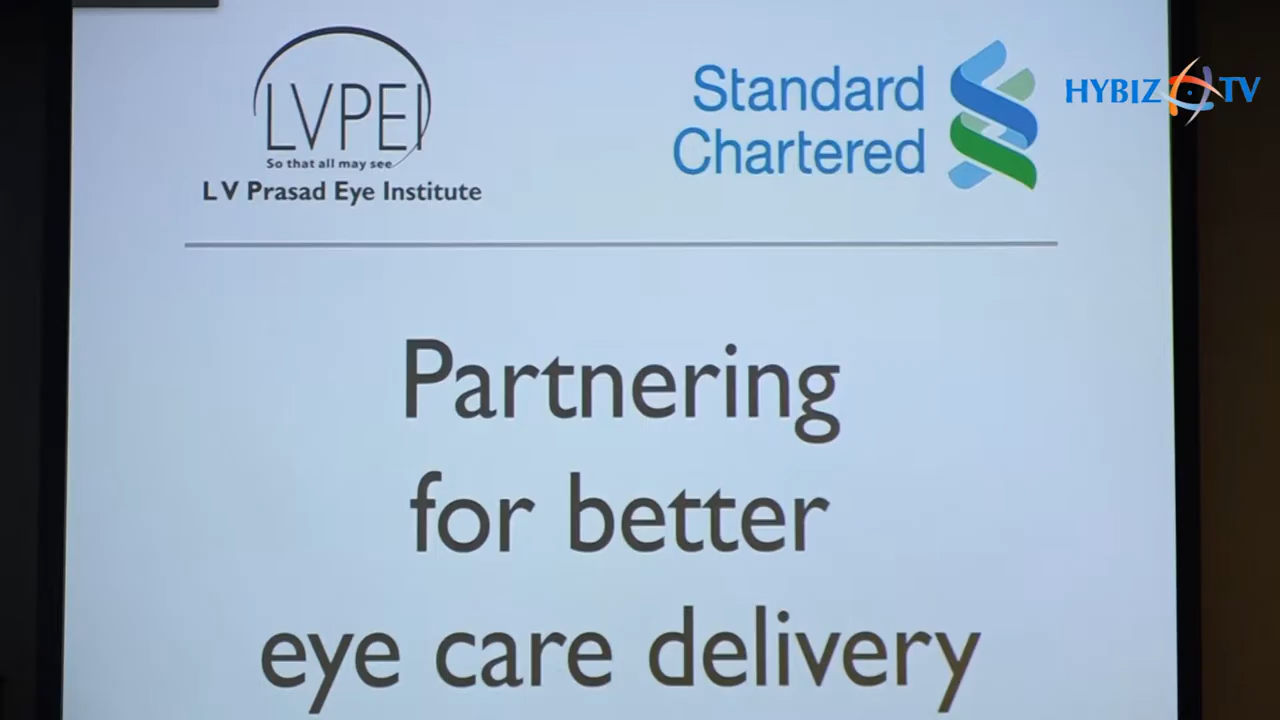 LVPEI
So that all may see
L V Prasad Eye Institute
Standard
Chartered
HYBIZ TV
Partnering
for better
eye care delivery